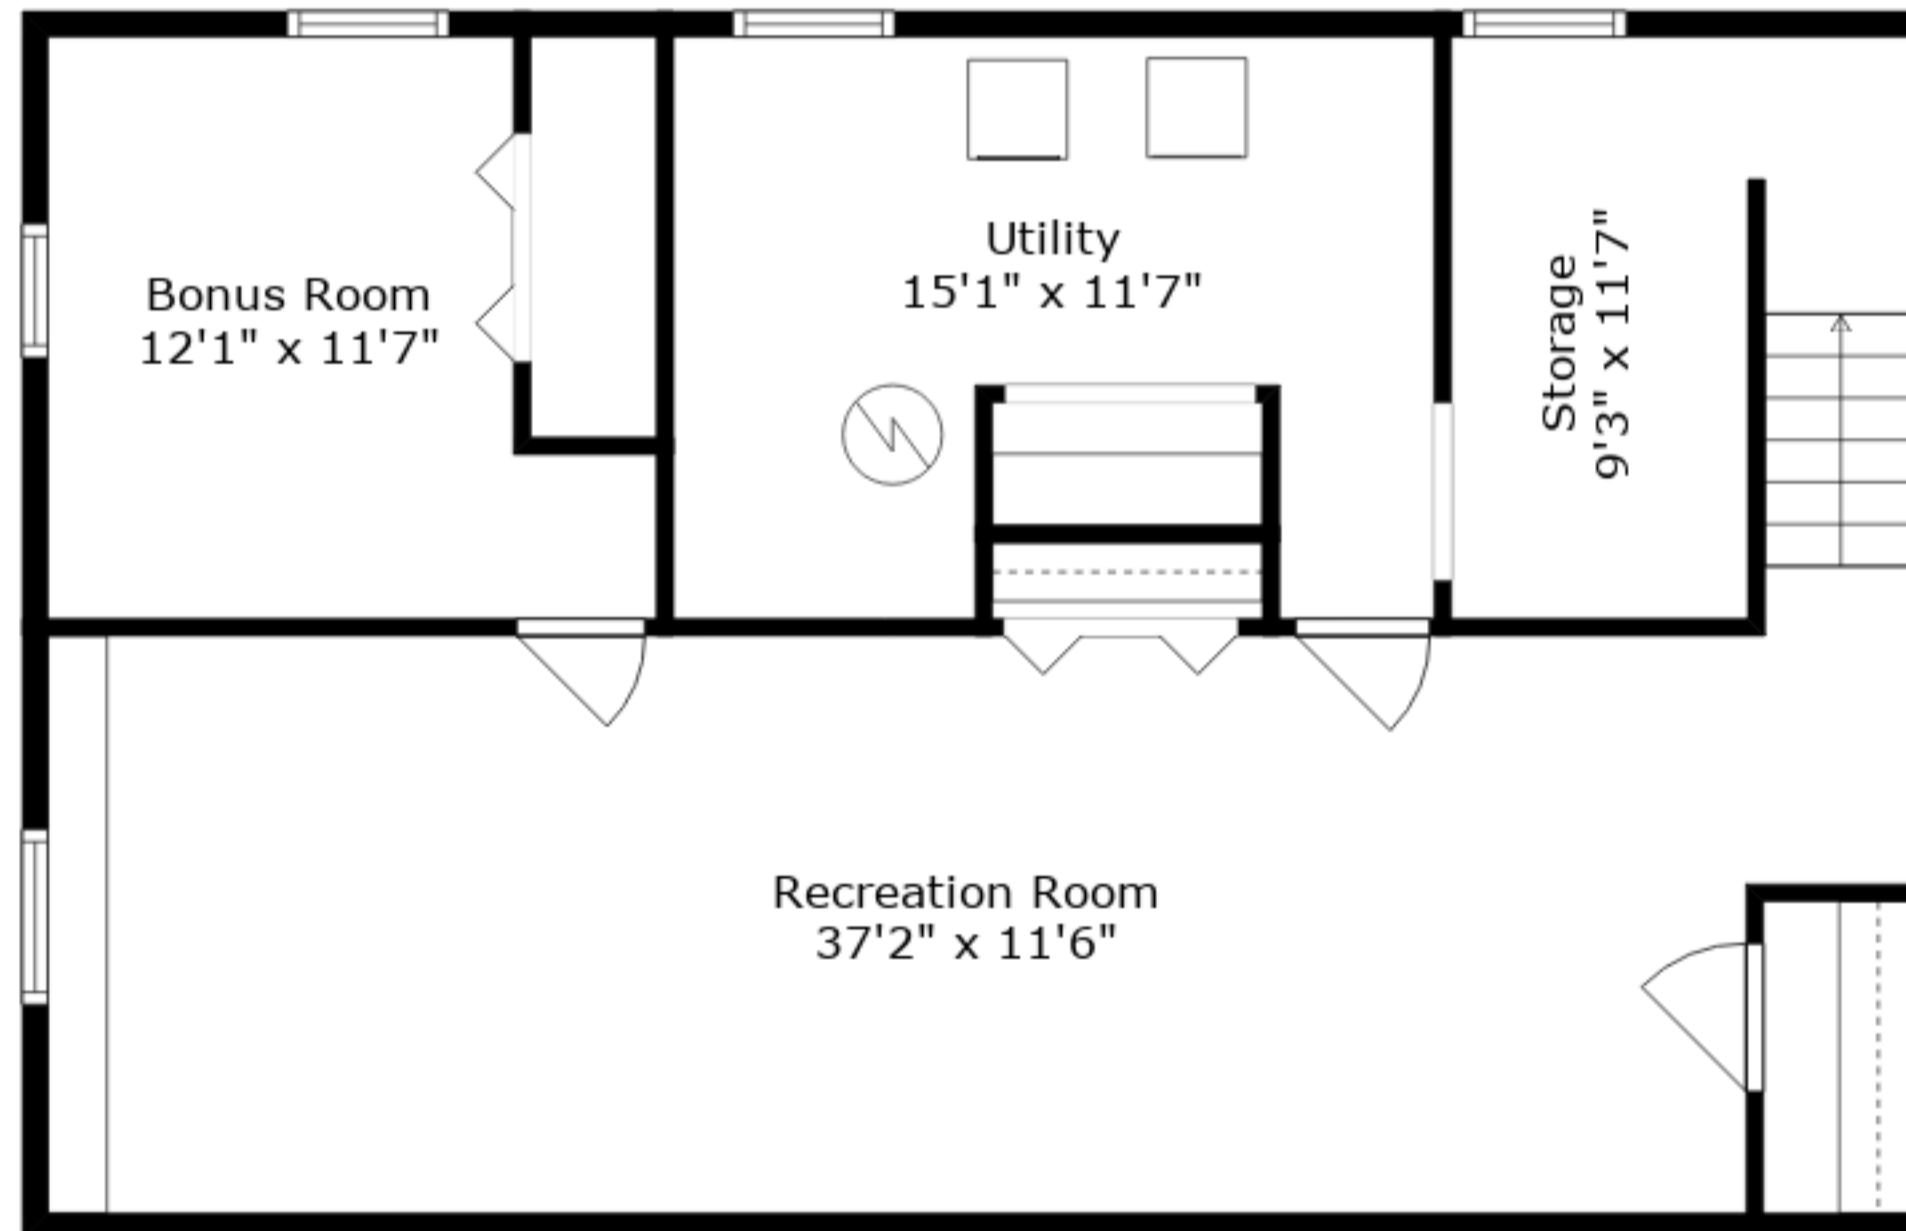 Bonus Room
12'1" x 11'7"
Utility
15'1" x 11'7"
Storage
9'3" x 11'7"
Recreation Room
37'2" x 11'6"